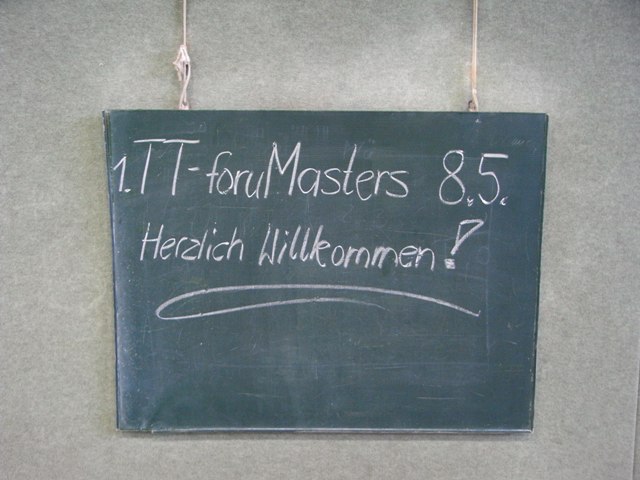 1. TT-foruMasters 8.5.
Herzlich Willkommen!